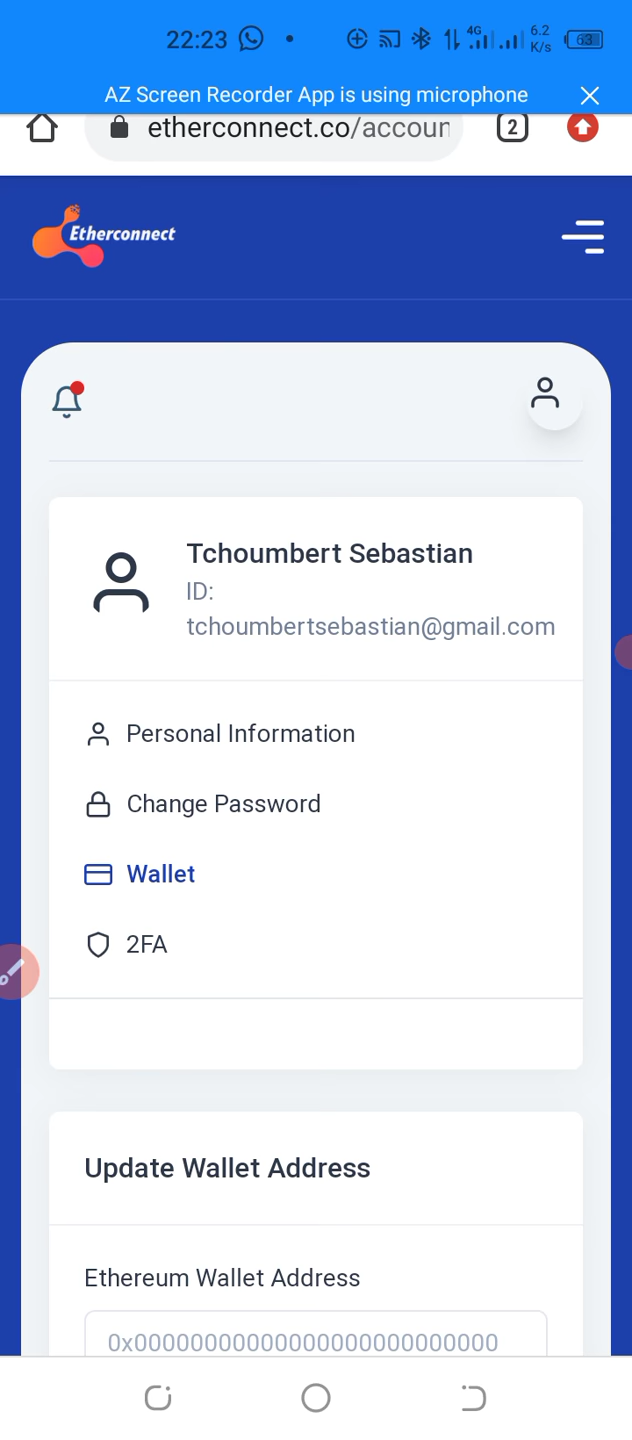 22:23 4G 6.2 K/s 63
AZ Screen Recorder App is using microphone
etherconnect.co/accoun
2
Etherconnect
Tchoumbert Sebastian
ID:
tchoumbertsebastian@gmail.com
Personal Information
Change Password
Wallet
2FA
Update Wallet Address
Ethereum Wallet Address
0x00000000000000000000000000